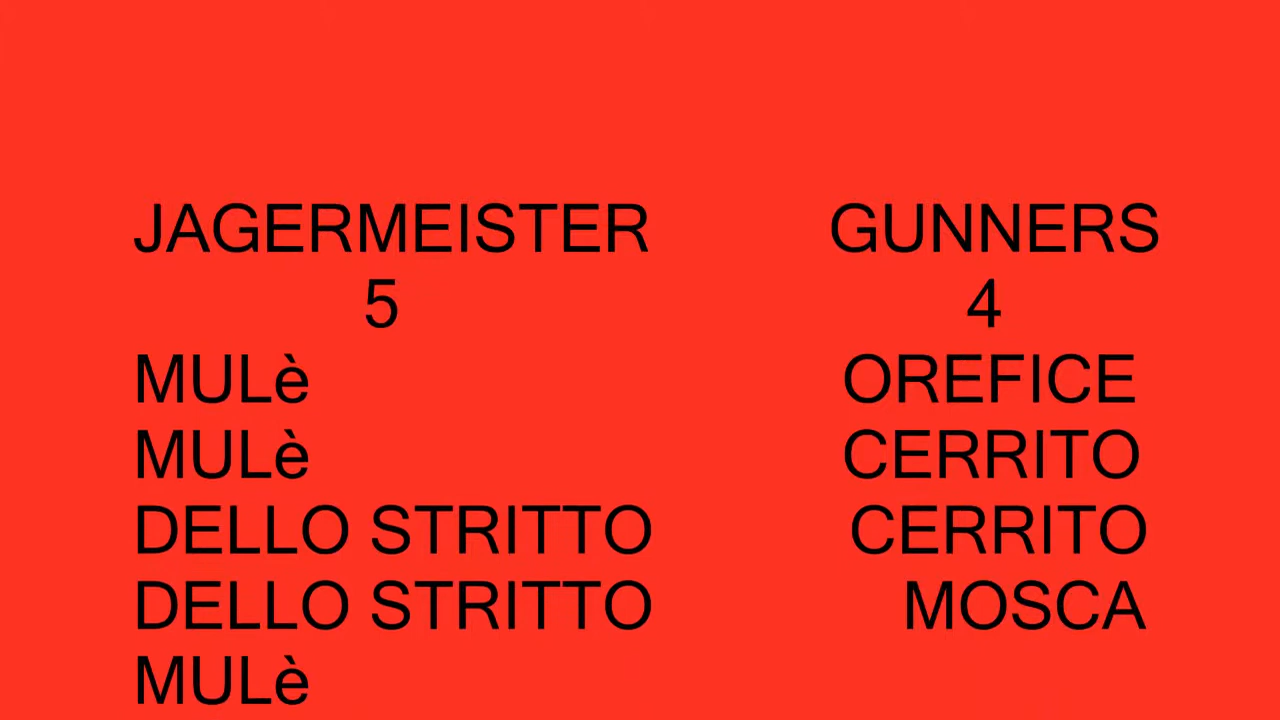 JAGERMEISTER GUNNERS
5 4
MULè OREFICE
MULè CERRITO
DELLO STRITTO CERRITO
DELLO STRITTO MOSCA
MULè